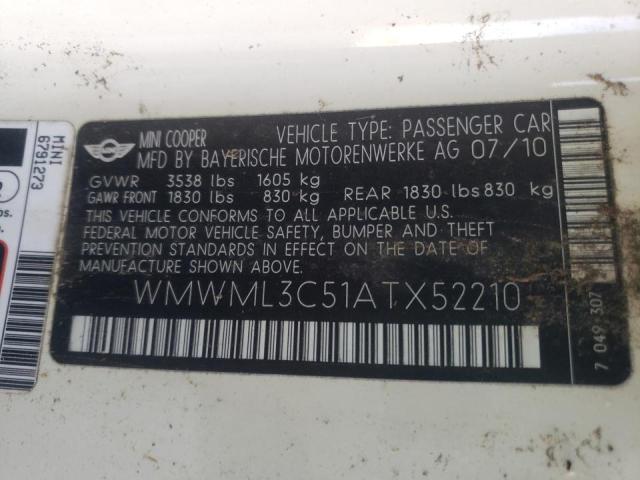 MINI COOPER
VEHICLE TYPE: PASSENGER CAR
MFD BY BAYERISCHE MOTORENWERKE AG 07/10
GVWR 3538 lbs 1605 kg
GAWR FRONT 1830 lbs 830 kg REAR 1830 lbs 830 kg
THIS VEHICLE CONFORMS TO ALL APPLICABLE U.S.
FEDERAL MOTOR VEHICLE SAFETY, BUMPER AND THEFT
PREVENTION STANDARDS IN EFFECT ON THE DATE OF
MANUFACTURE SHOWN ABOVE.
WMWML3C51ATX52210
7 049 307
MINI
6791273